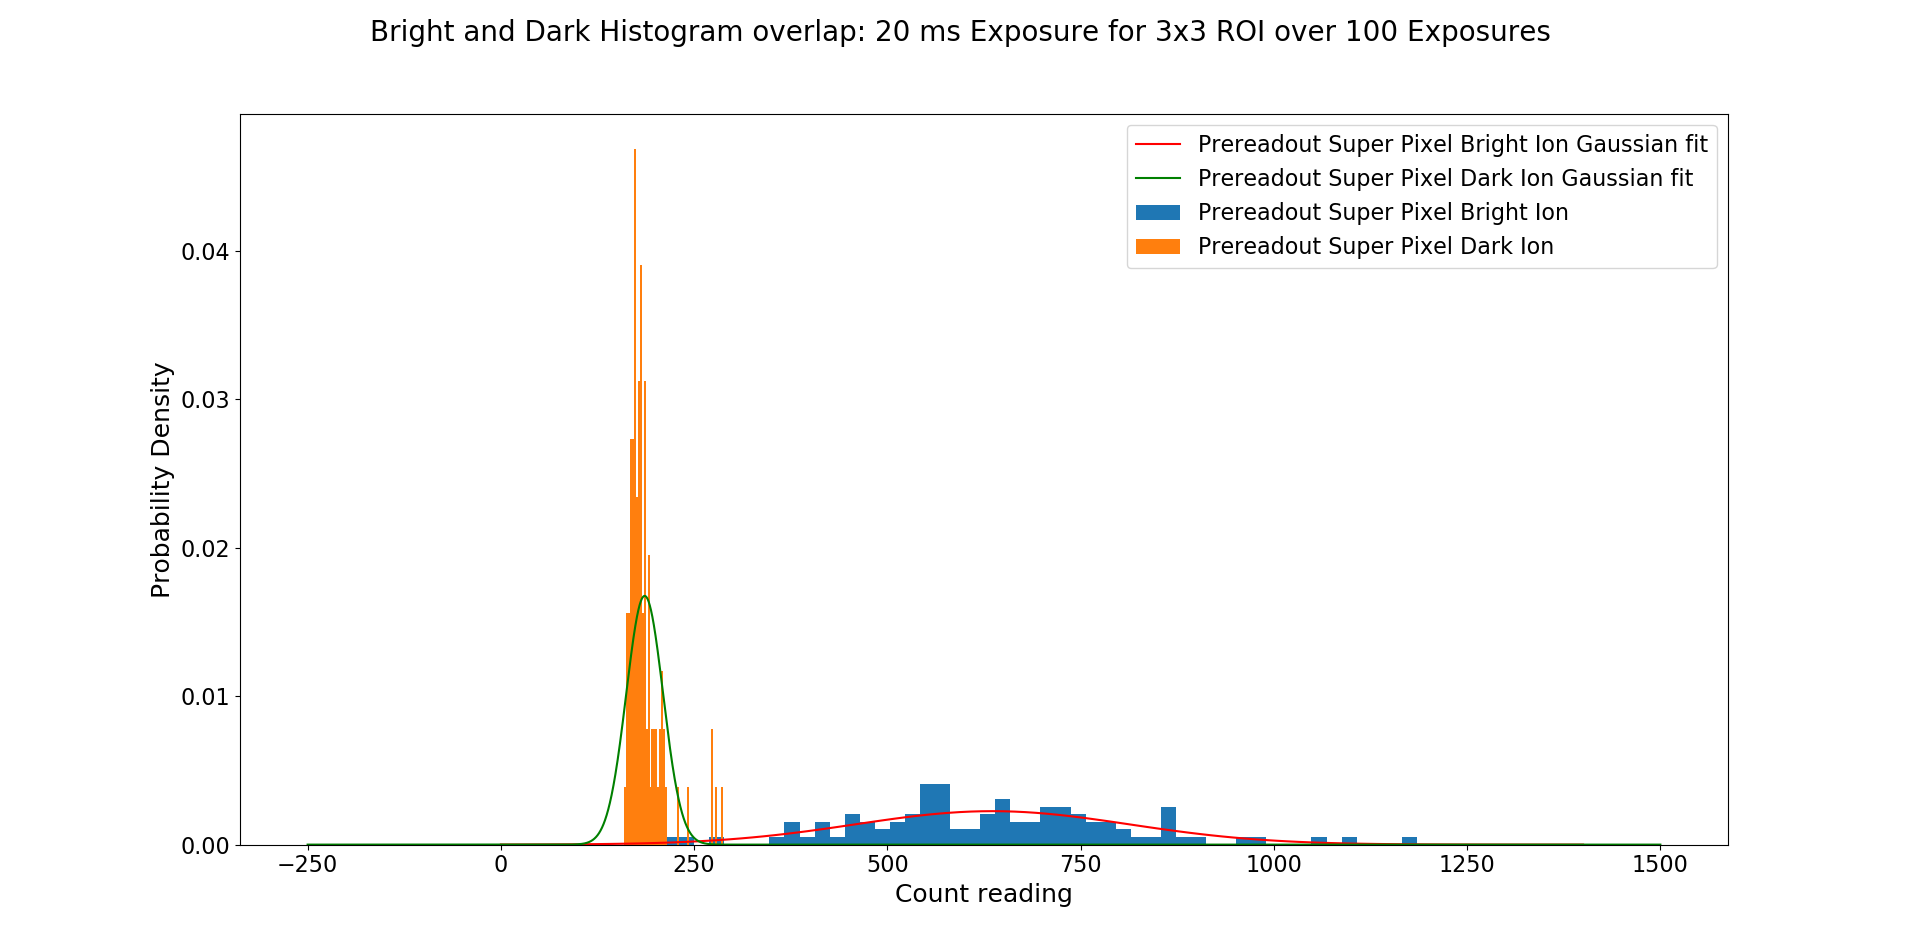 Bright and Dark Histogram overlap: 20 ms Exposure for 3x3 ROI over 100 Exposures
Prereadout Super Pixel Bright Ion Gaussian fit
Prereadout Super Pixel Dark Ion Gaussian fit
Prereadout Super Pixel Bright Ion
Prereadout Super Pixel Dark Ion
Probability Density
0.04
0.03
0.02
0.01
0.00
−250 0 250 500 750 1000 1250 1500
Count reading